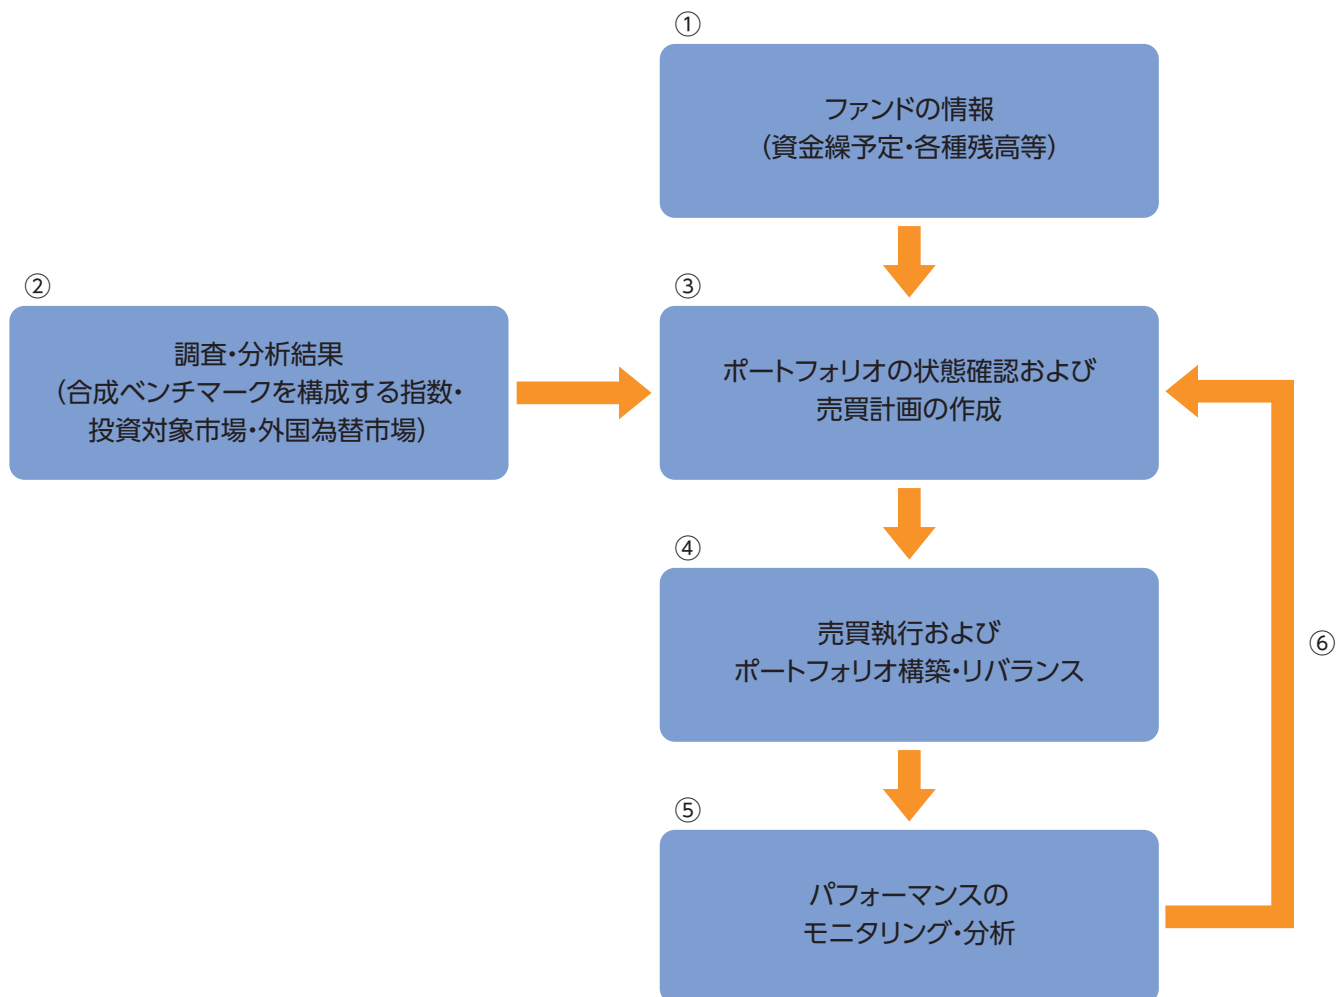 ①
ファンドの情報
（資金繰予定・各種残高等）
②
調査・分析結果
（合成ベンチマークを構成する指数・
投資対象市場・外国為替市場）
③
ポートフォリオの状態確認および
売買計画の作成
④
売買執行および
ポートフォリオ構築・リバランス
⑤
パフォーマンスの
モニタリング・分析
⑥